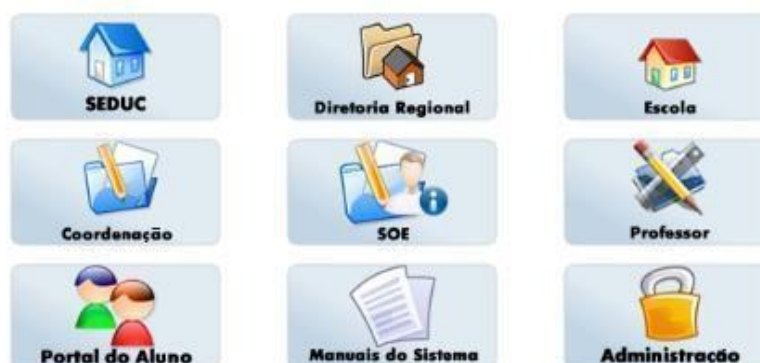 SEDUC
Diretoria Regional
Escola
Coordenação
SOE
Professor
Portal do Aluno
Manuais do Sistema
Administração